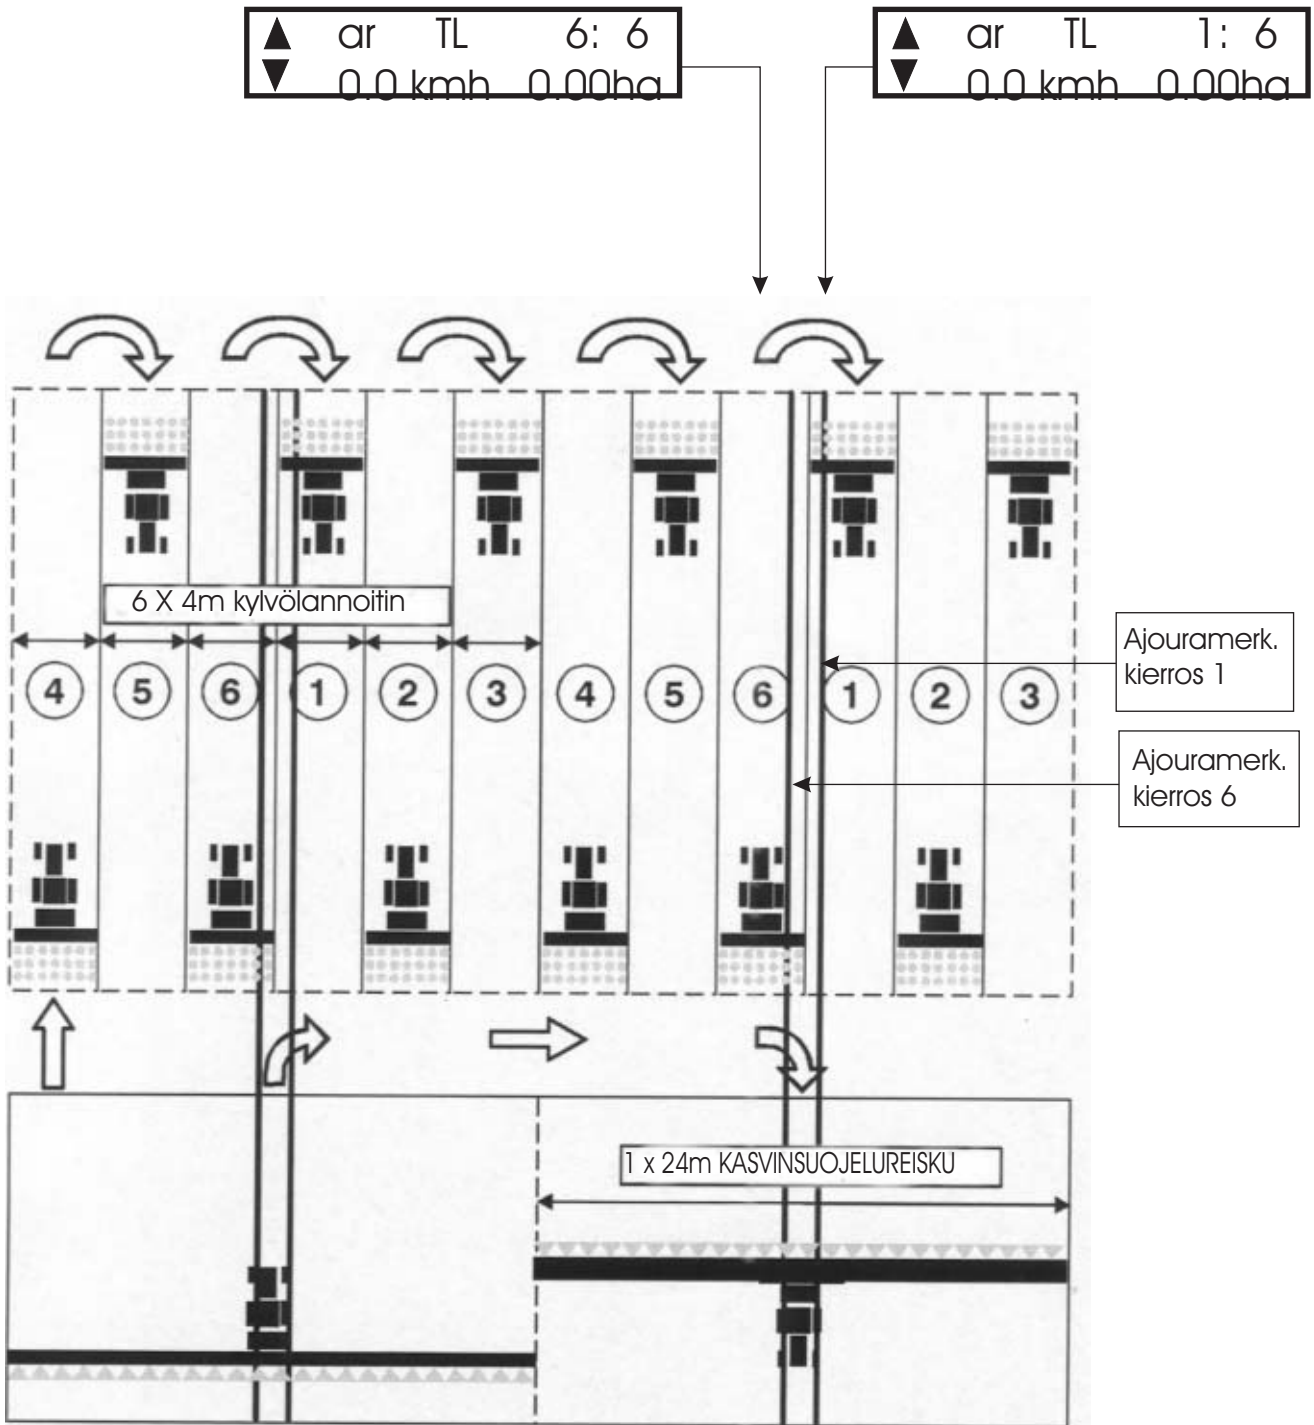 ▲ ar TL 6: 6
▼ 0.0 kmh 0.00ha
▲ ar TL 1: 6
▼ 0.0 kmh 0.00ha
6 X 4m kylvölannoitin
4 5 6 1 2 3 4 5 6 1 2 3
Ajouramerk.
kierros 1
Ajouramerk.
kierros 6
1 x 24m KASVINSUOJELUREISKU